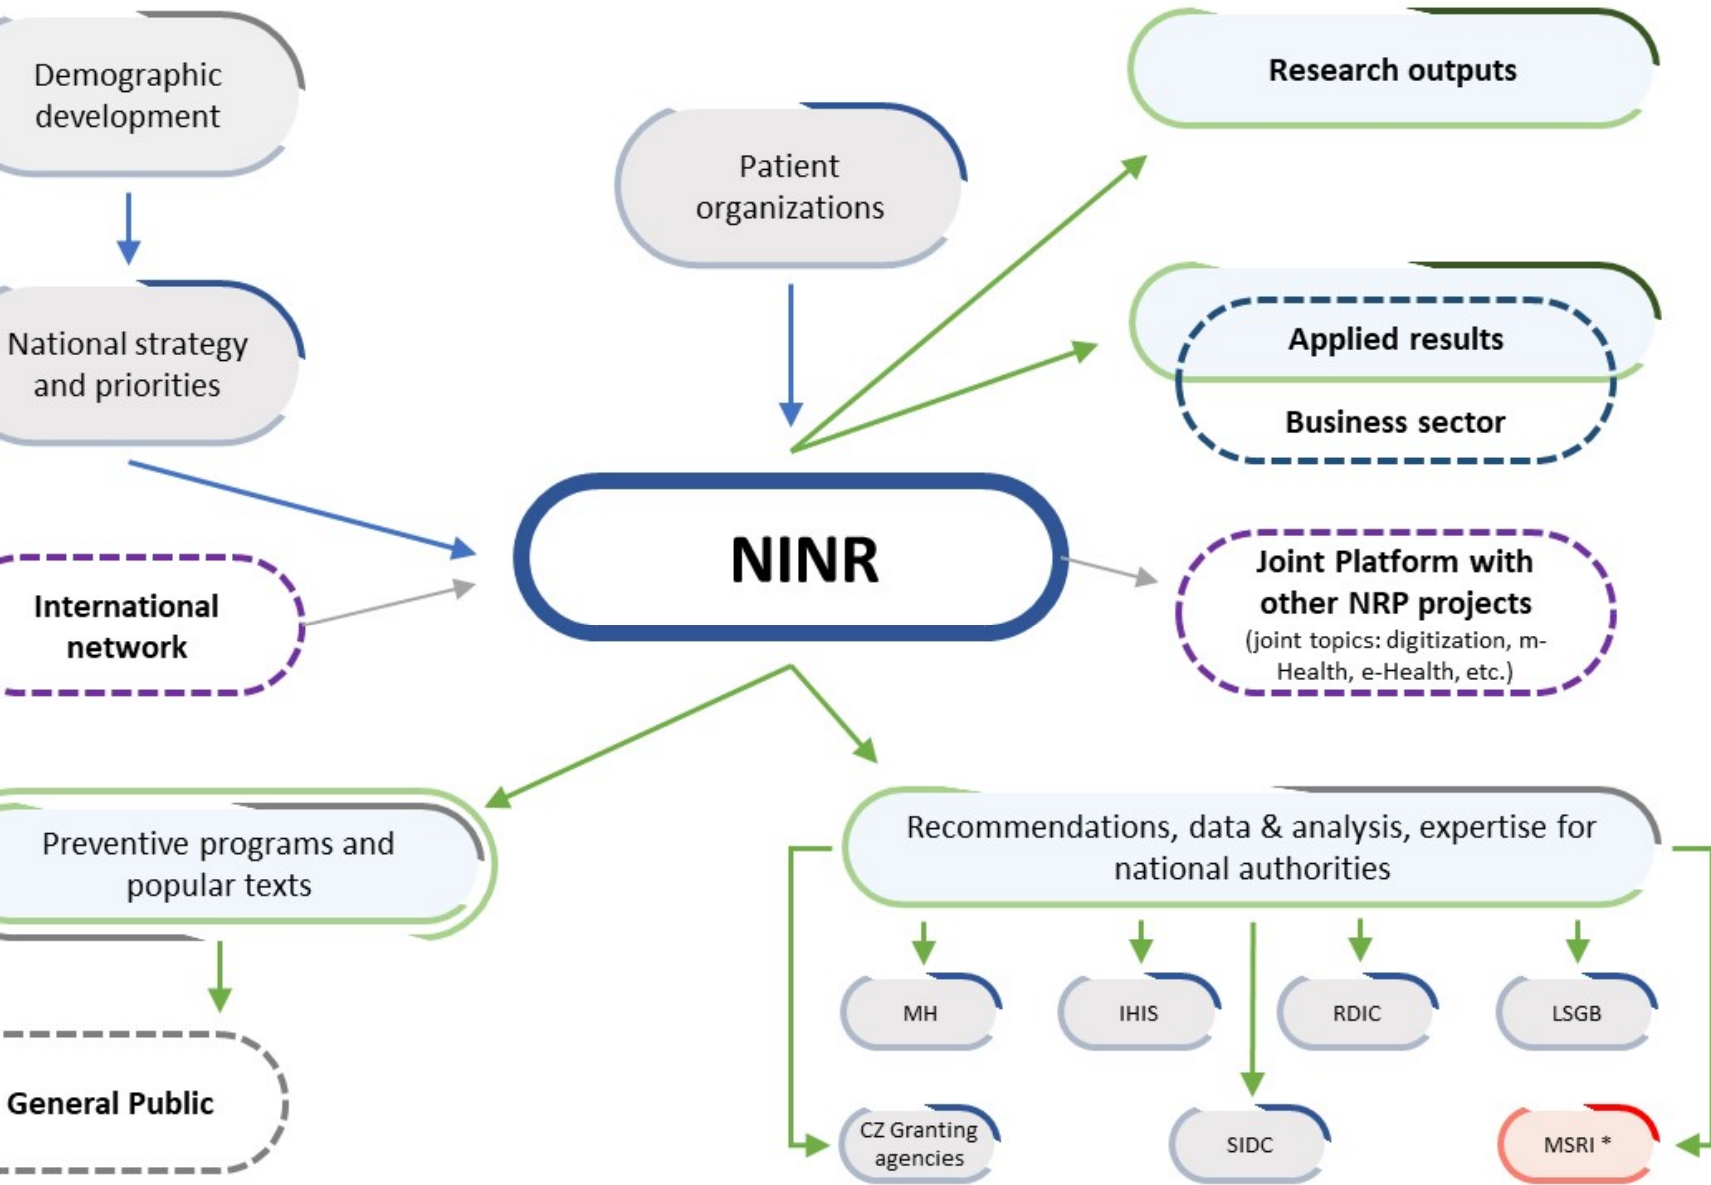 Demographic
development
Research outputs
Patient
organizations
National strategy
and priorities
Applied results
Business sector
NINR
International
network
Joint Platform with
other NRP projects
(joint topics: digitization, m-
Health, e-Health, etc.)
Preventive programs and
popular texts
Recommendations, data & analysis, expertise for
national authorities
MH
IHIS
RDIC
LSGB
General Public
CZ Granting
agencies
SIDC
MSRI *